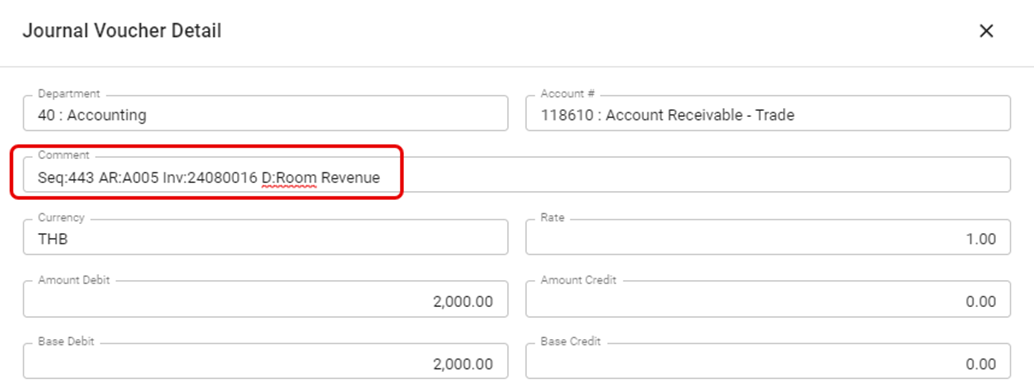 Journal Voucher Detail
Department
40 : Accounting
Account #
118610 : Account Receivable - Trade
Comment
Seq:443 AR:A005 Inv:24080016 D:Room Revenue
Currency
THB
Rate
1.00
Amount Debit
2,000.00
Amount Credit
0.00
Base Debit
2,000.00
Base Credit
0.00